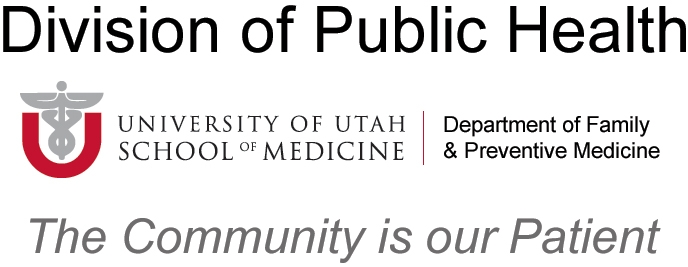 Division of Public Health
UNIVERSITY OF UTAH
SCHOOL OF MEDICINE
Department of Family
& Preventive Medicine
The Community is our Patient